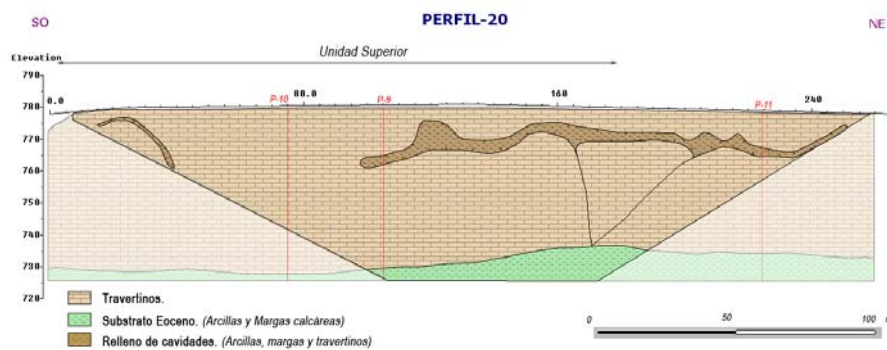 PERFIL-20
SO
NE
Unidad Superior
Elevation
790
780
770
760
750
740
730
720
0.0
P-10
80.0
P-9
160
P-11
240
Travertinos.
Substrato Eoceno. (Arcillas y Margas calcáreas)
Relleno de cavidades. (Arcillas, margas y travertinos)
0
50
100